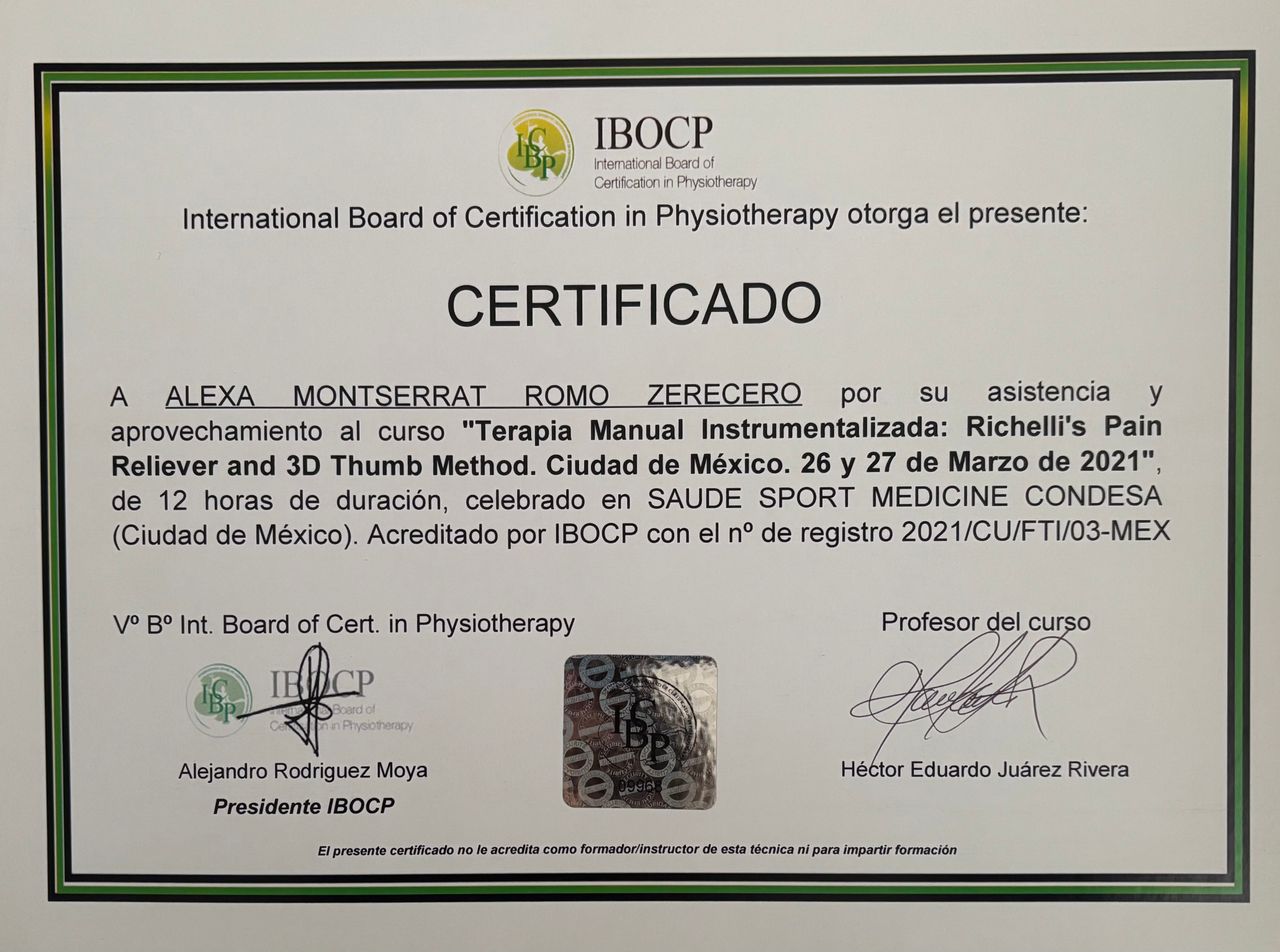 IBOCP
International Board of
Certification in Physiotherapy
International Board of Certification in Physiotherapy otorga el presente:
CERTIFICADO
A ALEXA MONTSERRAT ROMO ZERECERO por su asistencia y
aprovechamiento al curso "Terapia Manual Instrumentalizada: Richelli's Pain
Reliever and 3D Thumb Method. Ciudad de México. 26 y 27 de Marzo de 2021",
de 12 horas de duración, celebrado en SAUDE SPORT MEDICINE CONDESA
(Ciudad de México). Acreditado por IBOCP con el nº de registro 2021/CU/FTI/03-MEX
Vº Bº Int. Board of Cert. in Physiotherapy
Profesor del curso
IBOCP
Board of
Certification in Physiotherapy
Alejandro Rodriguez Moya
Héctor Eduardo Juárez Rivera
Presidente IBOCP
El presente certificado no le acredita como formador/instructor de esta técnica ni para impartir formación